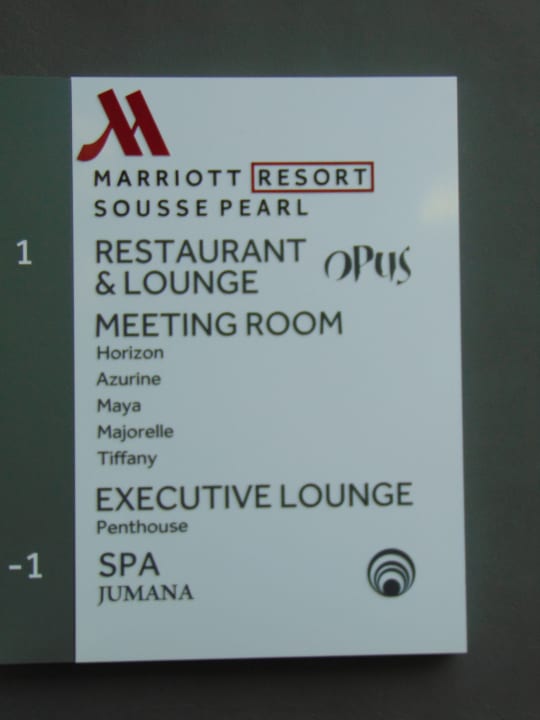 MARRIOTT RESORT
SOUSSE PEARL
1
RESTAURANT
& LOUNGE
OPUS
MEETING ROOM
Horizon
Azurine
Maya
Majorelle
Tiffany
EXECUTIVE LOUNGE
Penthouse
-1
SPA
JUMANA